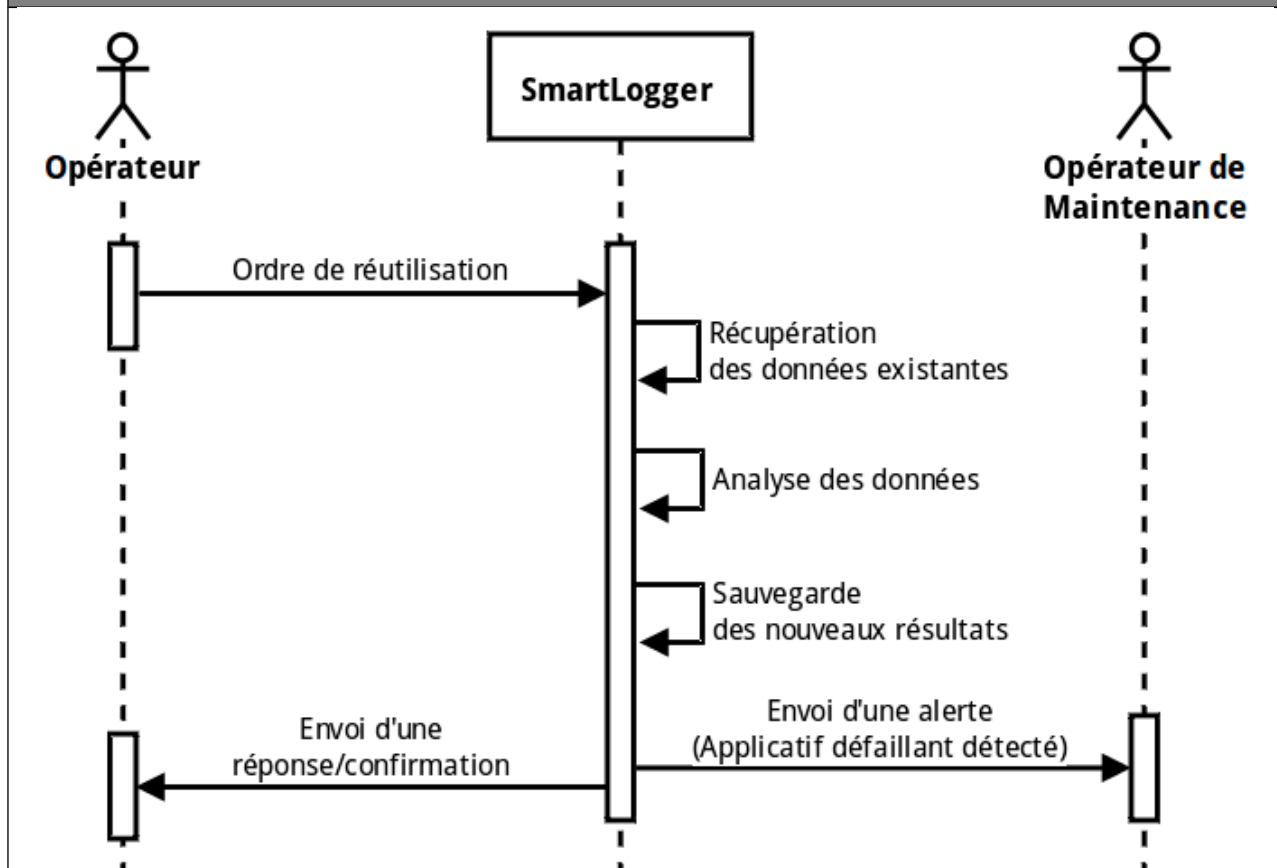 SmartLogger
Opérateur
Opérateur de
Maintenance
Ordre de réutilisation
Récupération
des données existantes
Analyse des données
Sauvegarde
des nouveaux résultats
Envoi d'une alerte
(Applicatif défaillant détecté)
Envoi d'une
réponse/confirmation